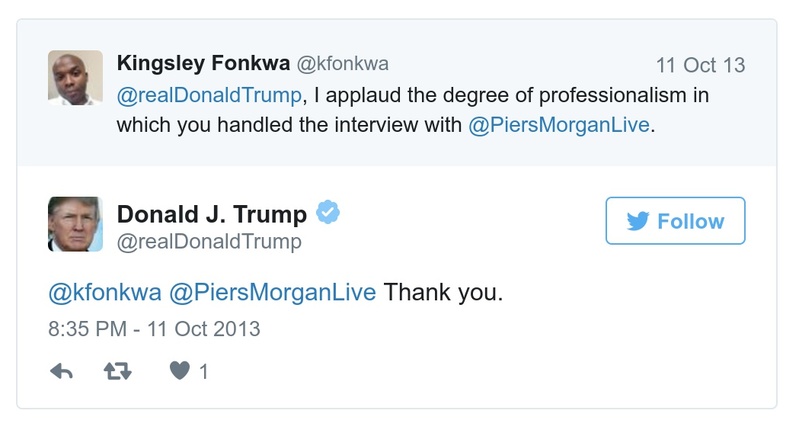 Kingsley Fonkwa @kfonkwa 11 Oct 13
@realDonaldTrump, I applaud the degree of professionalism in
which you handled the interview with @PiersMorganLive.
Donald J. Trump
@realDonaldTrump
Follow
@kfonkwa @PiersMorganLive Thank you.
8:35 PM - 11 Oct 2013
1